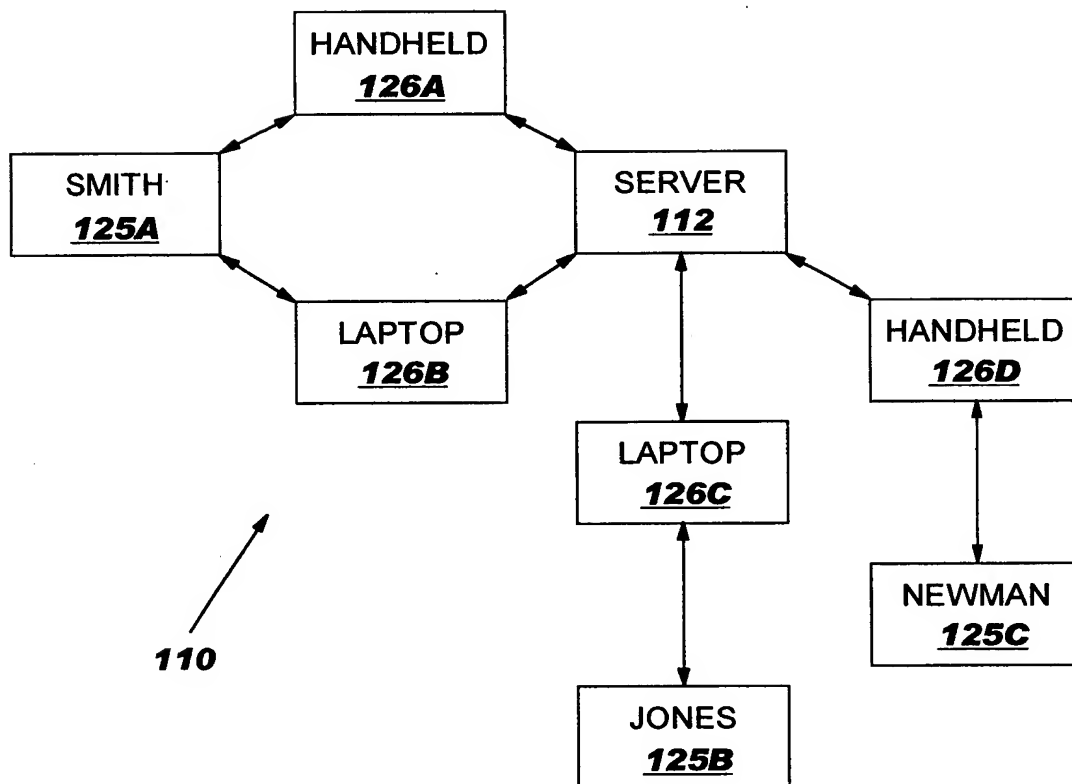 HANDHELD
126A
SMITH
125A
SERVER
112
LAPTOP
126B
HANDHELD
126D
LAPTOP
126C
NEWMAN
125C
110
JONES
125B